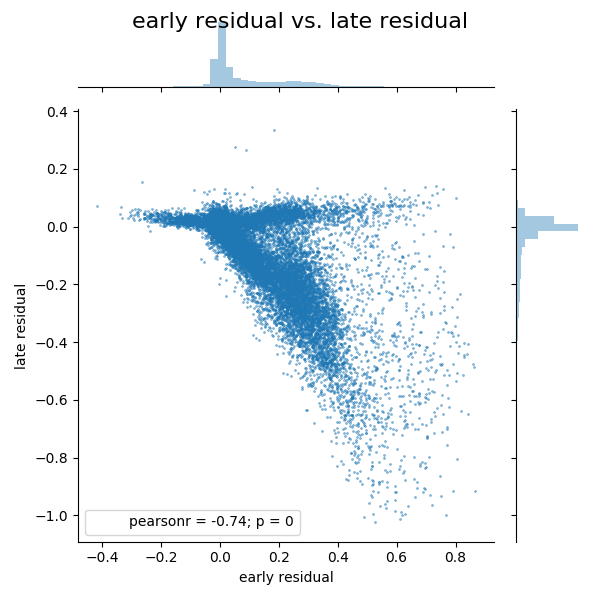 early residual vs. late residual
0.4
0.2
0.0
−0.2
−0.4
−0.6
−0.8
−1.0
late residual
pearsonr = -0.74; p = 0
−0.4 −0.2 0.0 0.2 0.4 0.6 0.8
early residual